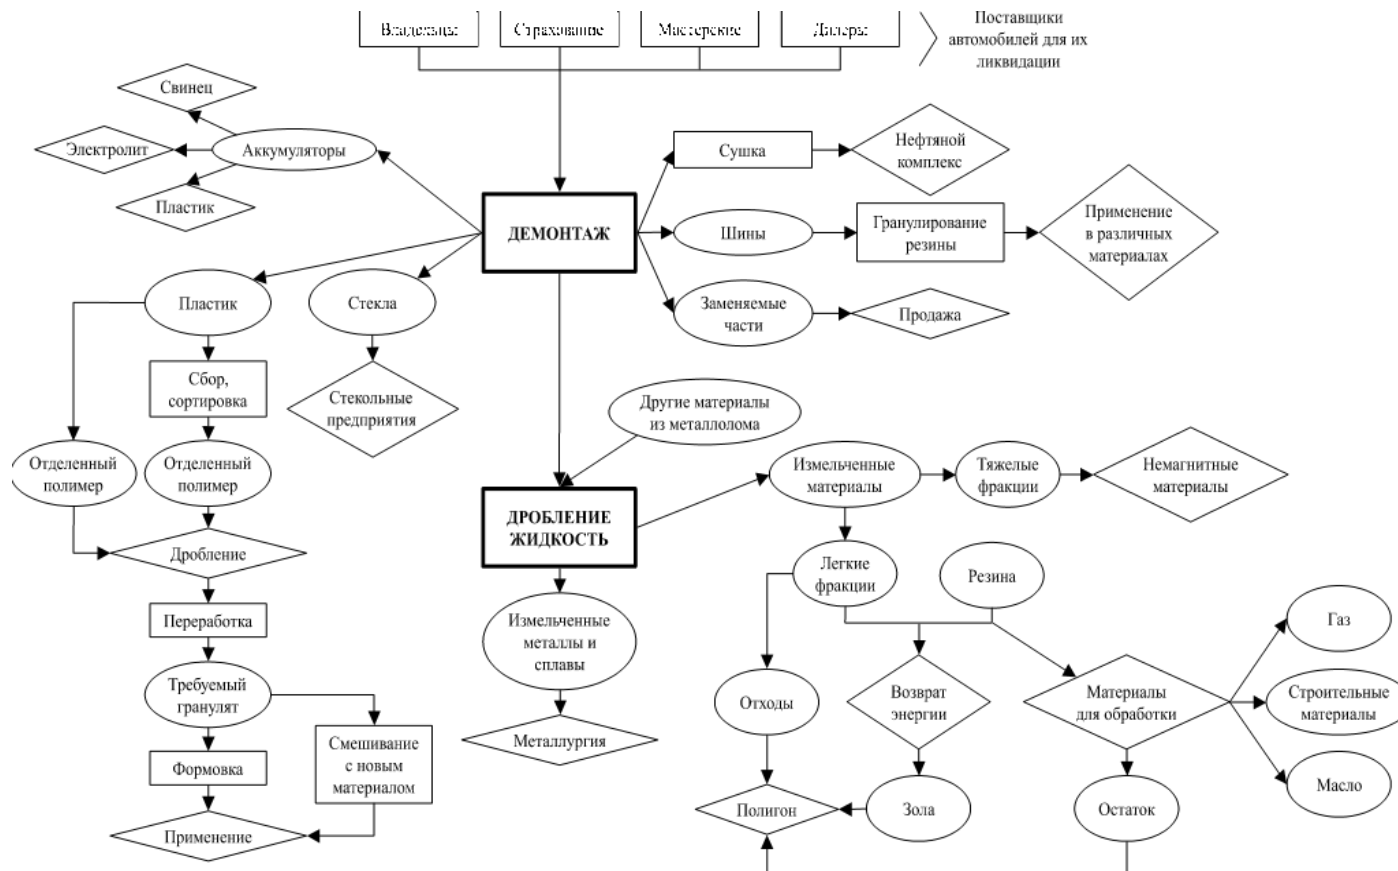 Владельцы
Страхование
Мастерские
Дилеры
Поставщики
автомобилей для их
ликвидации
Свинец
Электролит
Аккумуляторы
Пластик
Сушка
Нефтяной
комплекс
ДЕМОНТАЖ
Шины
Гранулирование
резины
Применение
в различных
материалах
Пластик
Стекла
Заменяемые
части
Продажа
Сбор,
сортировка
Стекольные
предприятия
Другие материалы
из металлолома
Отделенный
полимер
Отделенный
полимер
Измельченные
материалы
Тяжелые
фракции
Немагнитные
материалы
ДРОБЛЕНИЕ
ЖИДКОСТЬ
Дробление
Легкие
фракции
Резина
Переработка
Измельченные
металлы и
сплавы
Газ
Требуемый
гранулят
Отходы
Возврат
энергии
Материалы
для обработки
Строительные
материалы
Смешивание
с новым
материалом
Металлургия
Формовка
Масло
Применение
Полигон
Зола
Остаток